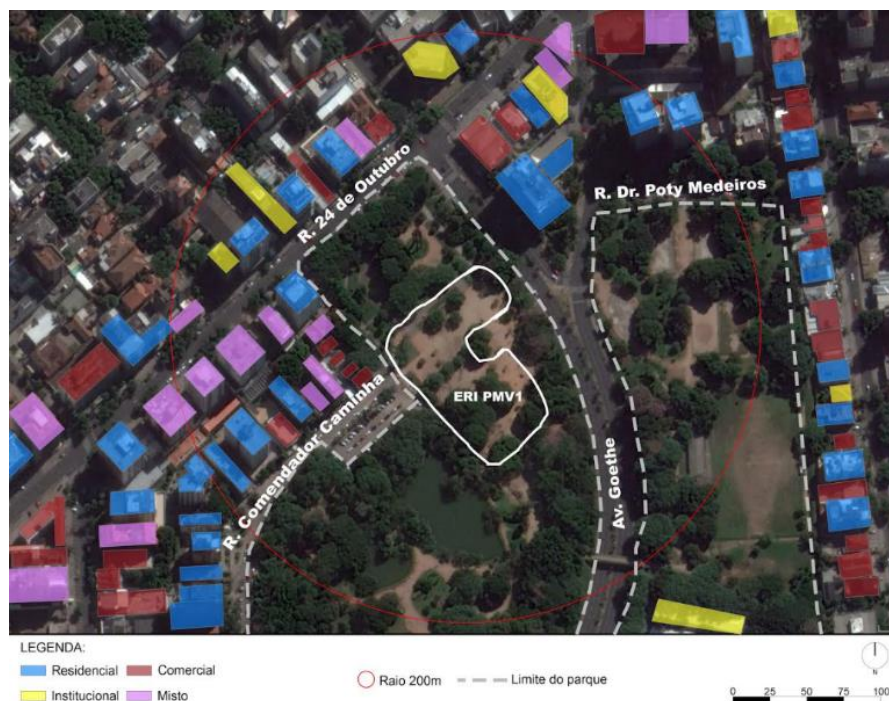 R. 24 de Outubro
R. Dr. Poty Medeiros
ERI PMV1
R. Comendador Caminha
Av. Goethe
LEGENDA:
Residencial
Comercial
Institucional
Misto
Raio 200m
Limite do parque
N
0 25 50 75 100